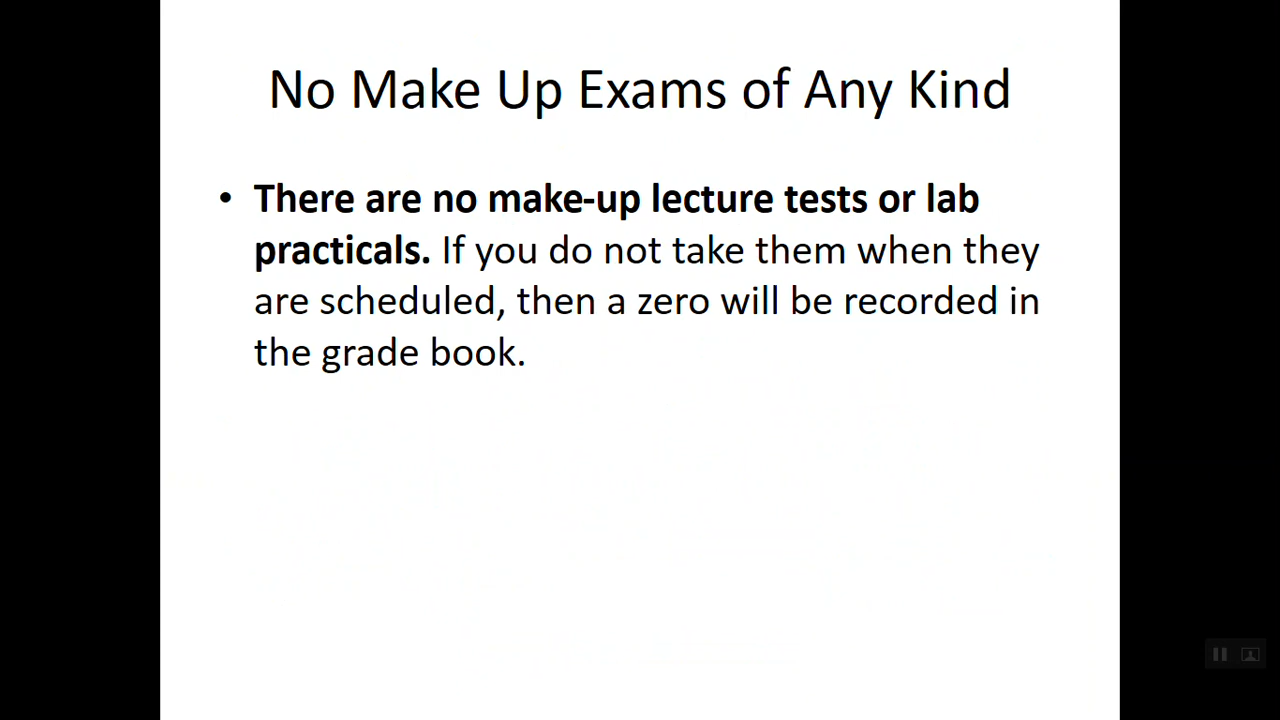 No Make Up Exams of Any Kind
• There are no make-up lecture tests or lab
practicals. If you do not take them when they
are scheduled, then a zero will be recorded in
the grade book.